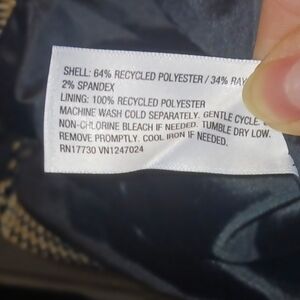 SHELL: 64% RECYCLED POLYESTER / 34% RAY
2% SPANDEX
LINING: 100% RECYCLED POLYESTER
MACHINE WASH COLD SEPARATELY. GENTLE CYCLE.
NON-CHLORINE BLEACH IF NEEDED. TUMBLE DRY LOW.
REMOVE PROMPTLY. COOL IRON IF NEEDED.
RN17730 VN1247024